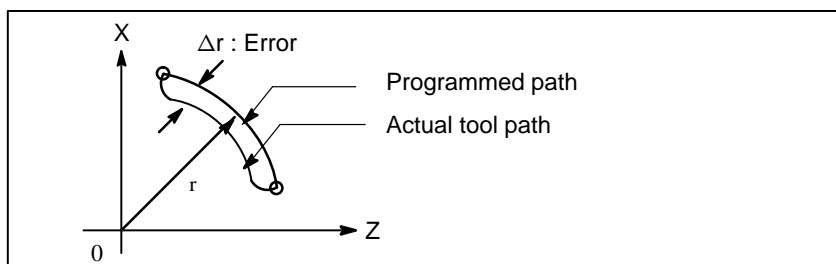 X
Δr : Error
Programmed path
Actual tool path
r
Z
0